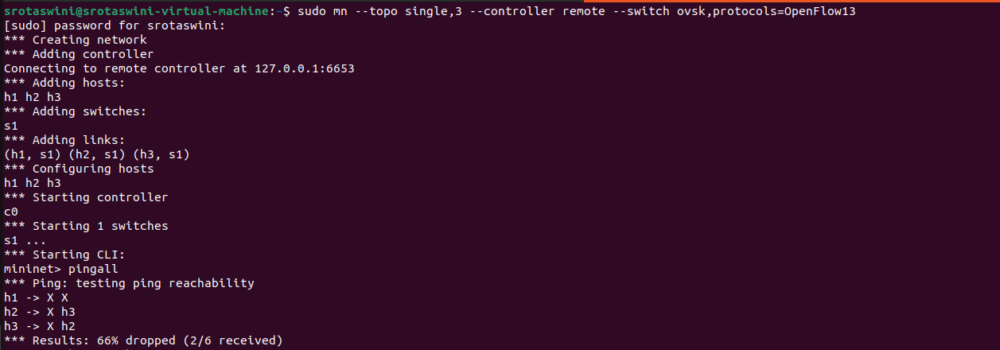 srotaswini@srotaswini-virtual-machine:~$ sudo mn --topo single,3 --controller remote --switch ovsk,protocols=OpenFlow13
[sudo] password for srotaswini:
*** Creating network
*** Adding controller
Connecting to remote controller at 127.0.0.1:6653
*** Adding hosts:
h1 h2 h3
*** Adding switches:
s1
*** Adding links:
(h1, s1) (h2, s1) (h3, s1)
*** Configuring hosts
h1 h2 h3
*** Starting controller
c0
*** Starting 1 switches
s1 ...
*** Starting CLI:
mininet> pingall
*** Ping: testing ping reachability
h1 -> X X
h2 -> X h3
h3 -> X h2
*** Results: 66% dropped (2/6 received)